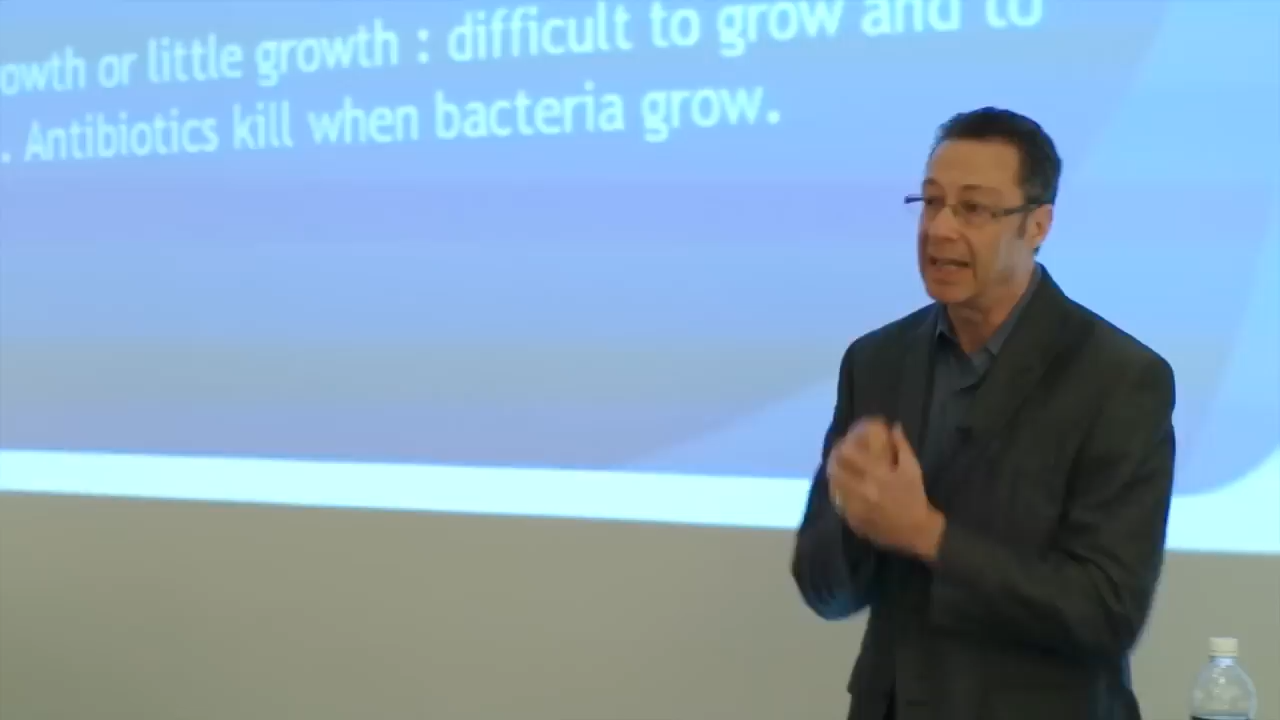 owth or little growth : difficult to grow and to
. Antibiotics kill when bacteria grow.